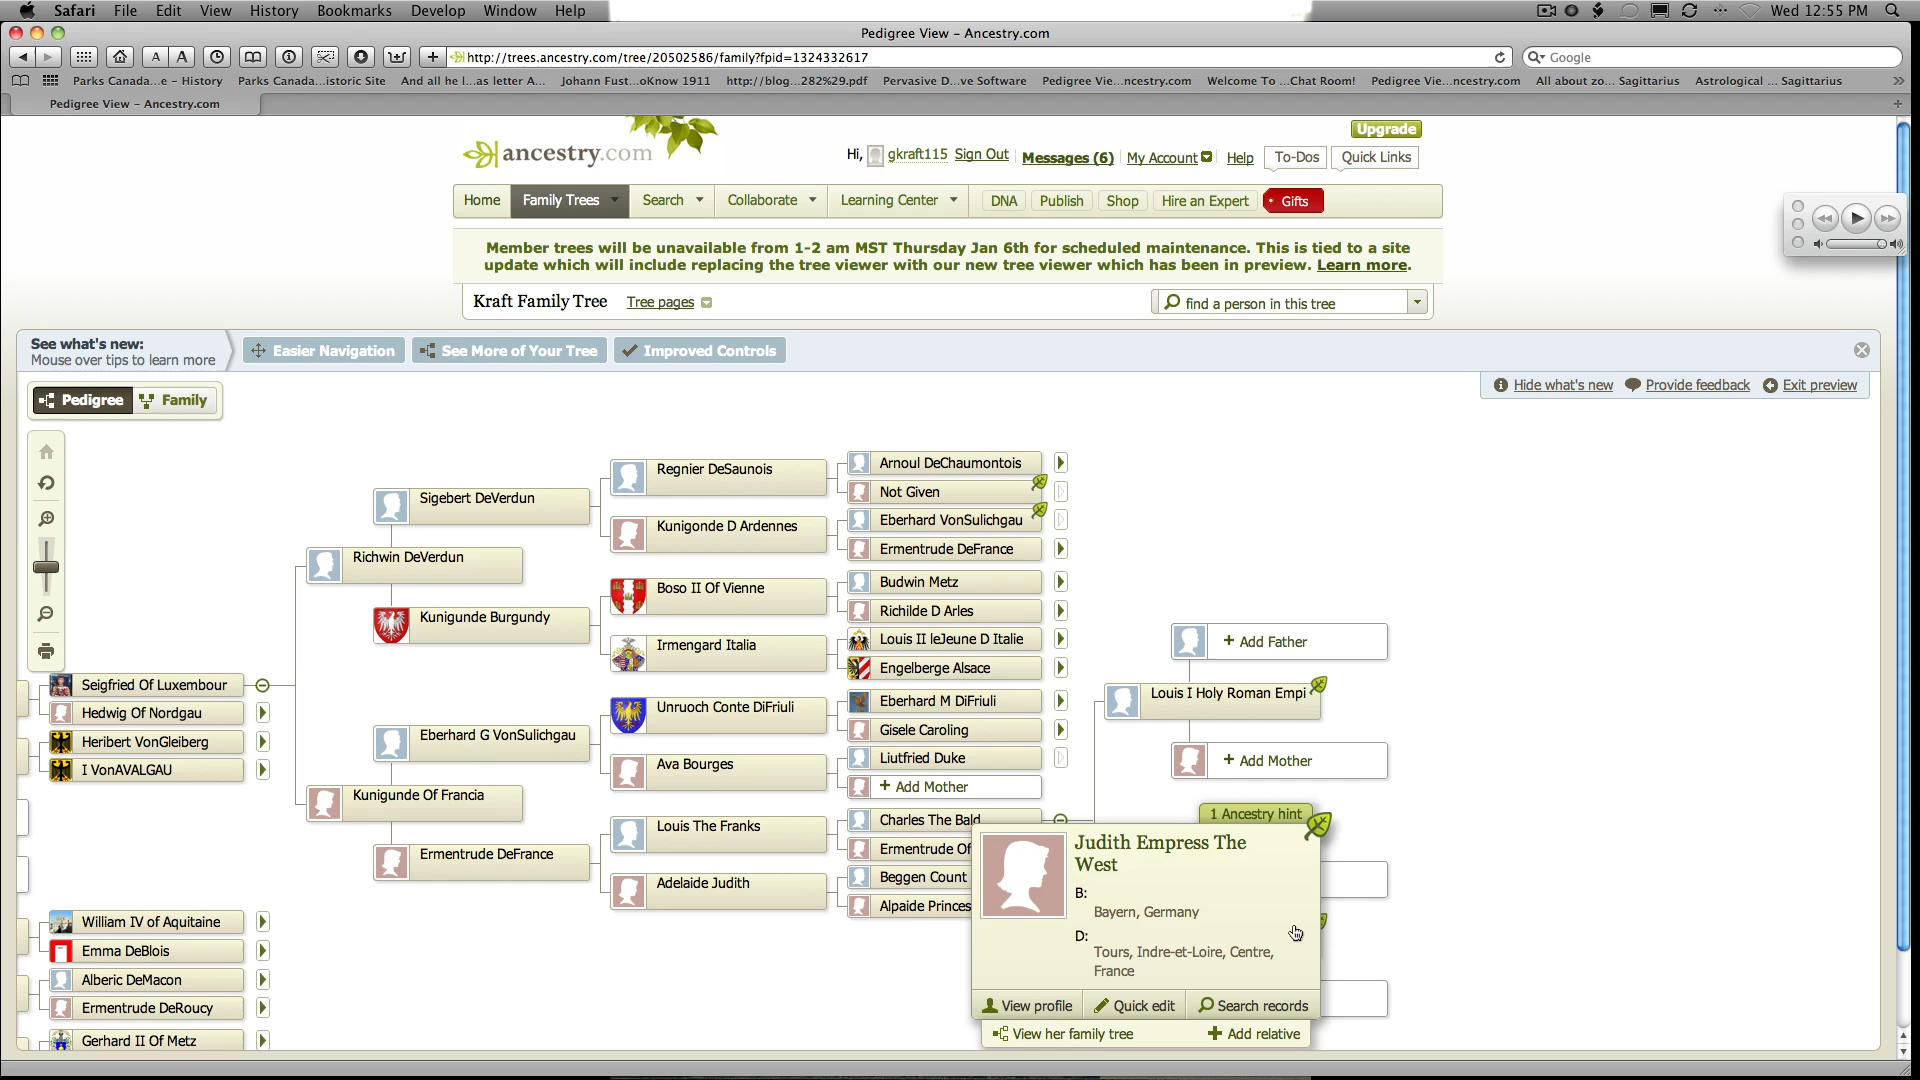 Safari File Edit View History Bookmarks Develop Window Help Wed 12:55 PM
Pedigree View – Ancestry.com
A A http://trees.ancestry.com/tree/20502586/family?fpid=1324332617 Google
Parks Canada...e – History Parks Canada...istoric Site And all he l...as letter A... Johann Fust...oKnow 1911 http://blog...282%29.pdf Pervasive D...ve Software Pedigree Vie...ncestry.com Welcome To ...Chat Room! Pedigree Vie...ncestry.com All about zo... Sagittarius Astrological ... Sagittarius
Pedigree View – Ancestry.com
Upgrade
ancestry.com
Hi, gkraft115 Sign Out Messages (6) My Account Help To-Dos Quick Links
Home Family Trees Search Collaborate Learning Center DNA Publish Shop Hire an Expert Gifts
Member trees will be unavailable from 1-2 am MST Thursday Jan 6th for scheduled maintenance. This is tied to a site
update which will include replacing the tree viewer with our new tree viewer which has been in preview. Learn more.
Kraft Family Tree Tree pages find a person in this tree
See what's new:
Mouse over tips to learn more
Easier Navigation See More of Your Tree Improved Controls
Hide what's new Provide feedback Exit preview
Pedigree Family
Seigfried Of Luxembour
Hedwig Of Nordgau
Heribert VonGleiberg
I VonAVALGAU
William IV of Aquitaine
Emma DeBlois
Alberic DeMacon
Ermentrude DeRoucy
Gerhard II Of Metz
Richwin DeVerdun
Kunigunde Of Francia
Sigebert DeVerdun
Kunigunde Burgundy
Eberhard G VonSulichgau
Ermentrude DeFrance
Regnier DeSaunois
Kunigonde D Ardennes
Boso II Of Vienne
Irmengard Italia
Unruoch Conte DiFriuli
Ava Bourges
Louis The Franks
Adelaide Judith
Arnoul DeChaumontois
Not Given
Eberhard VonSulichgau
Ermentrude DeFrance
Budwin Metz
Richilde D Arles
Louis II leJeune D Italie
Engelberge Alsace
Eberhard M DiFriuli
Gisele Caroling
Liutfried Duke
+ Add Mother
Charles The Bald
Ermentrude Of
Beggen Count
Alpaide Princes
+ Add Father
Louis I Holy Roman Empi
+ Add Mother
1 Ancestry hint
Judith Empress The
West
B:
Bayern, Germany
D:
Tours, Indre-et-Loire, Centre,
France
View profile Quick edit Search records
View her family tree + Add relative